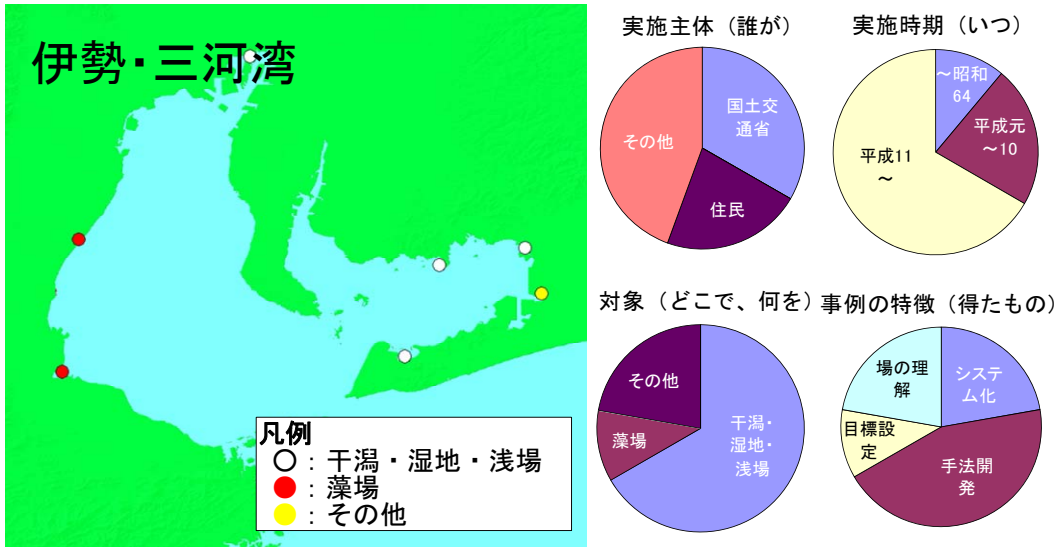 伊勢・三河湾
凡例
○：干潟・湿地・浅場
●：藻場
●：その他
実施主体（誰が）
国土交
通省
住民
その他
実施時期（いつ）
～昭和
64
平成元
～10
平成11
～
対象（どこで、何を）
干潟・
湿地・
浅場
藻場
その他
事例の特徴（得たもの）
システ
ム化
手法開
発
目標設
定
場の理
解